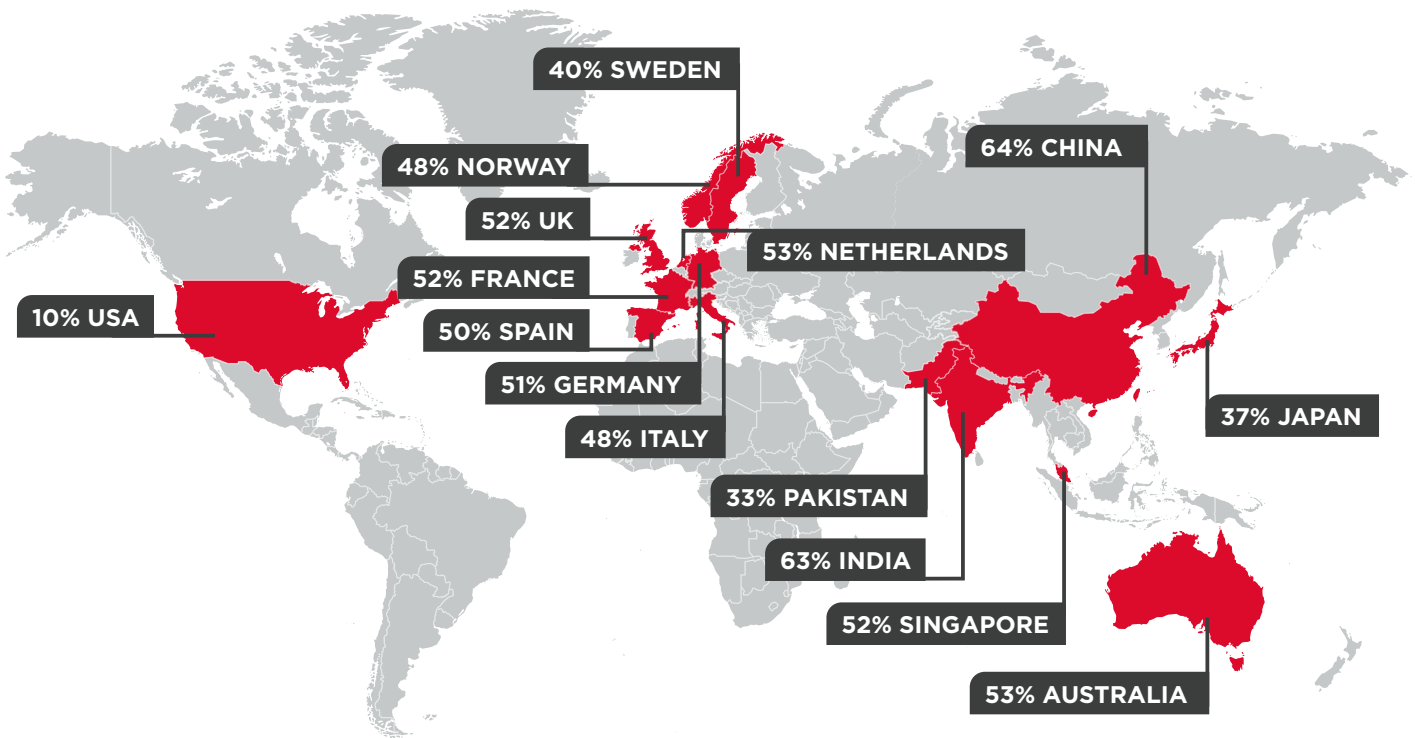 40% SWEDEN
64% CHINA
48% NORWAY
52% UK
53% NETHERLANDS
52% FRANCE
10% USA
50% SPAIN
51% GERMANY
37% JAPAN
48% ITALY
33% PAKISTAN
63% INDIA
52% SINGAPORE
53% AUSTRALIA